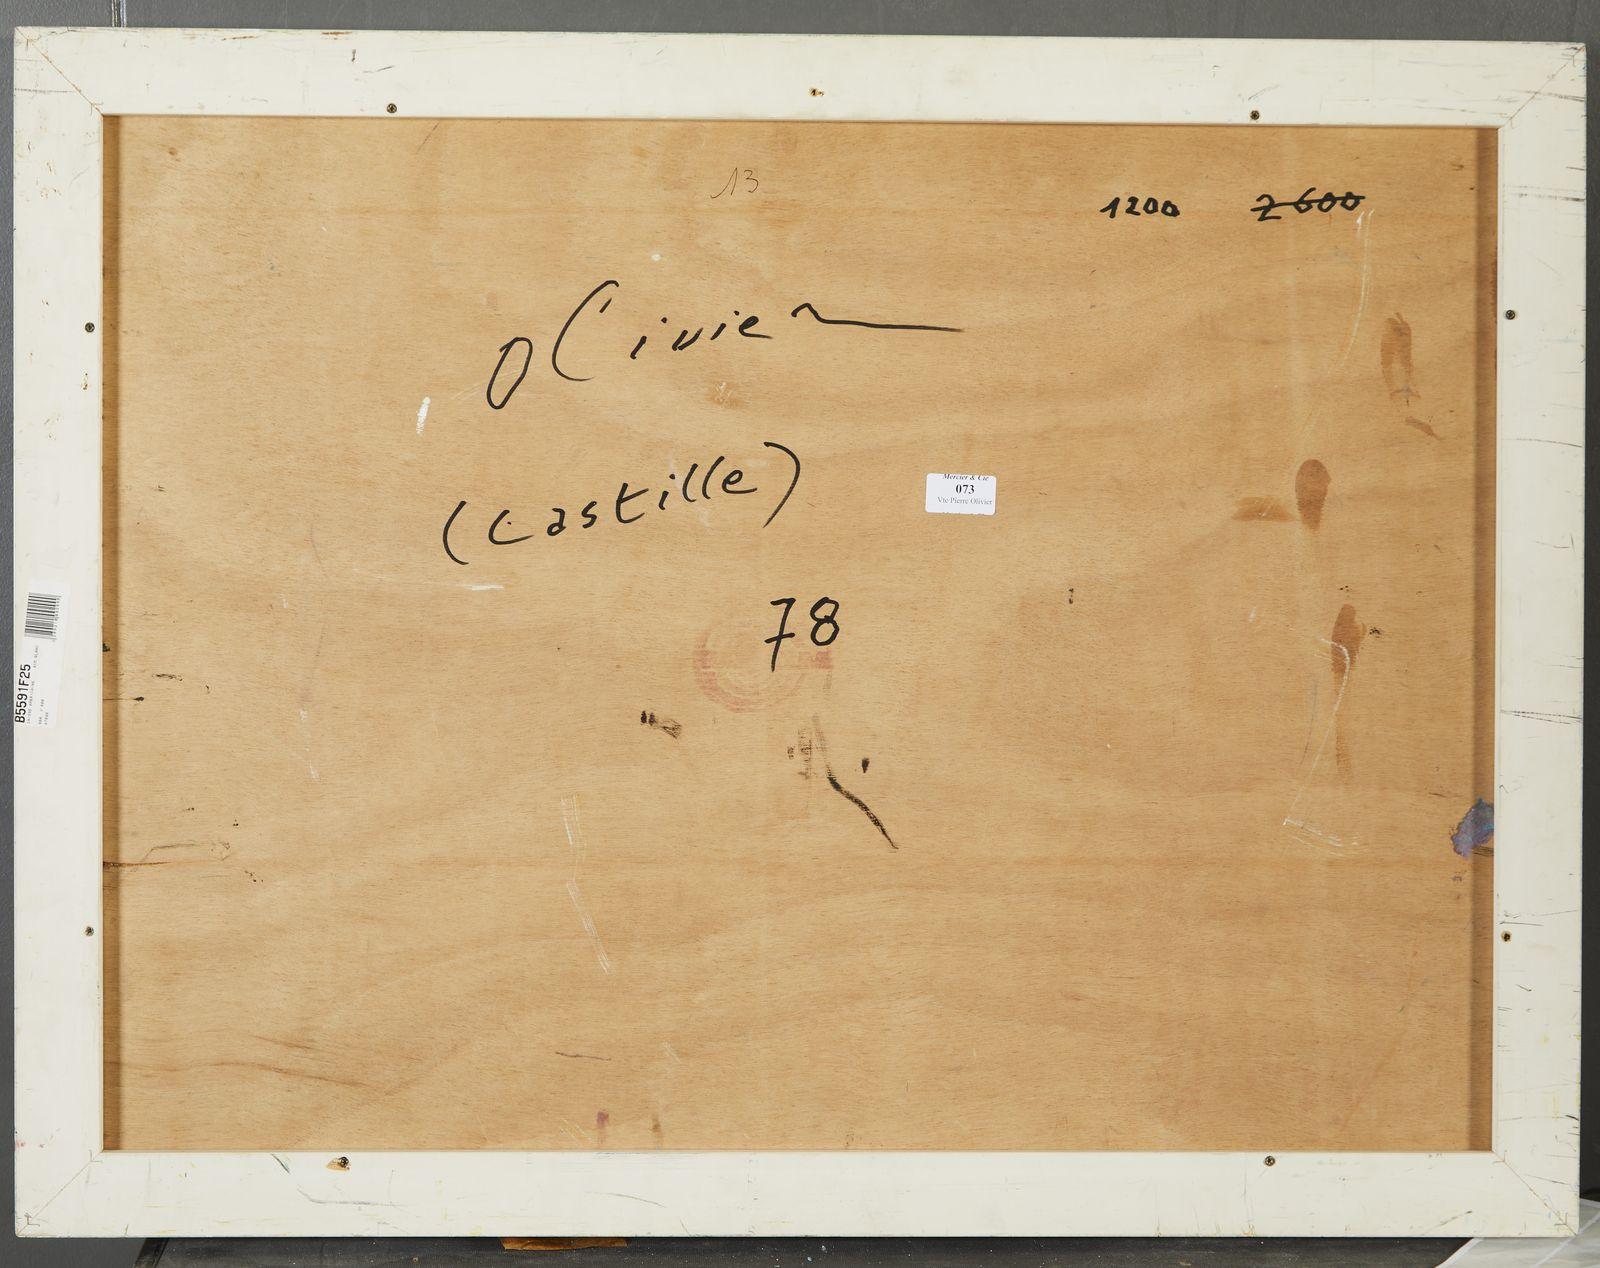 13
1200 2600
Olivier
(Castille)
Mercier & Cie
073
Vte Pierre Olivier
78
B5591F25